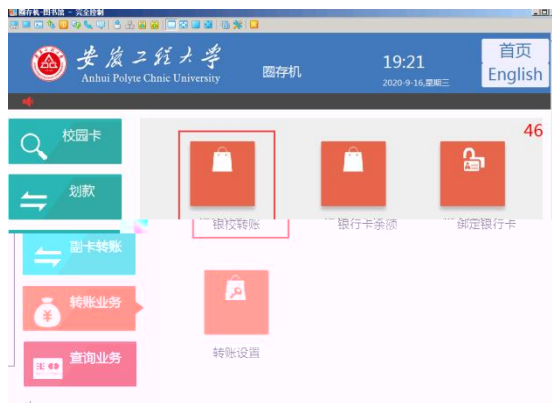 圈存机-图书馆 - 完全控制
安徽工程大学
Anhui Polyte Chnic University
圈存机
19:21
2020-9-16,星期三
首页
English
46
校园卡
划款
副卡转账
转账业务
查询业务
银校转账
银行卡余额
绑定银行卡
转账设置